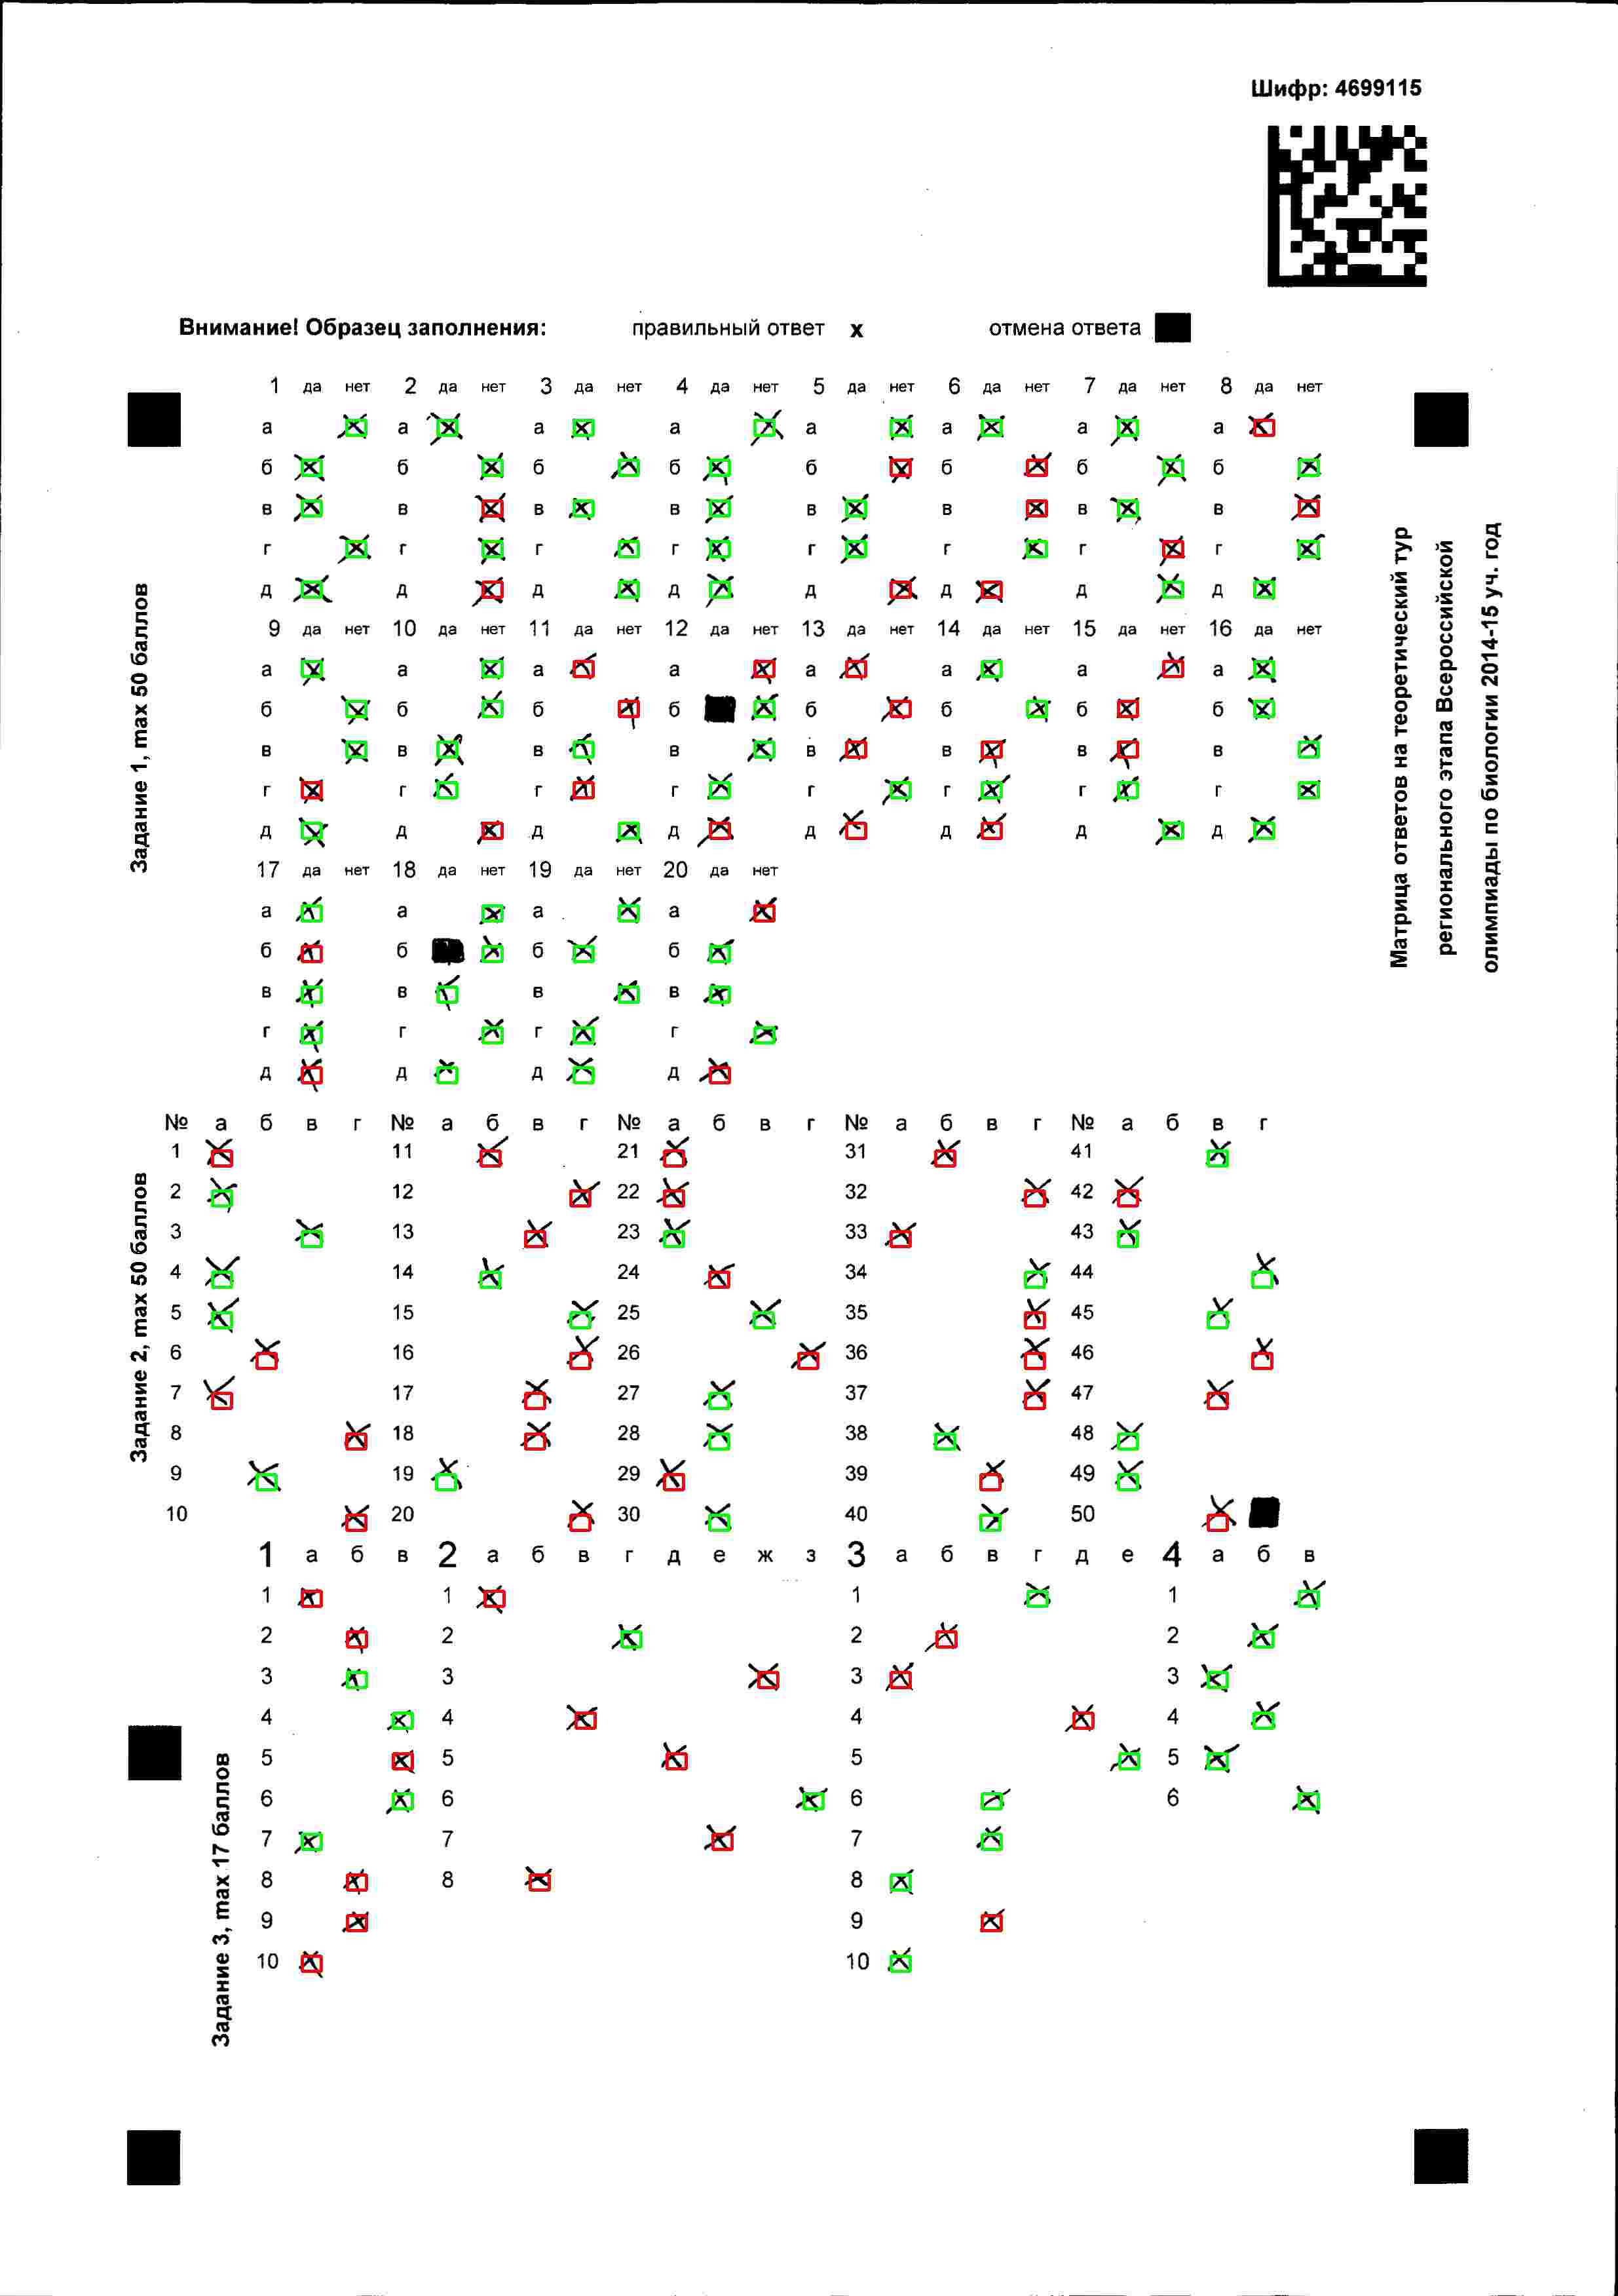 Шифр: 4699115
Внимание! Образец заполнения: правильный ответ x отмена ответа
1 да нет 2 да нет 3 да нет 4 да нет 5 да нет 6 да нет 7 да нет 8 да нет
а а а а а а а а
б б б б б б б б
в в в в в в в в
г г г г г г г г
д д д д д д д д
9 да нет 10 да нет 11 да нет 12 да нет 13 да нет 14 да нет 15 да нет 16 да нет
а а а а а а а а
б б б б б б б б
в в в в в в в в
г г г г г г г г
д д д д д д д д
17 да нет 18 да нет 19 да нет 20 да нет
а а а а
б б б б
в в в в
г г г г
д д д д
Задание 1, max 50 баллов
Матрица ответов на теоретический тур
регионального этапа Всероссийской
олимпиады по биологии 2014-15 уч. год
№ а б в г № а б в г № а б в г № а б в г № а б в г
1 11 21 31 41
2 12 22 32 42
3 13 23 33 43
4 14 24 34 44
5 15 25 35 45
6 16 26 36 46
7 17 27 37 47
8 18 28 38 48
9 19 29 39 49
10 20 30 40 50
Задание 2, max 50 баллов
1 а б в 2 а б в г д е ж з 3 а б в г д е 4 а б в
1 1 1 1
2 2 2 2
3 3 3 3
4 4 4 4
5 5 5 5
6 6 6 6
7 7 7
8 8 8
9 9
10 10
Задание 3, max 17 баллов